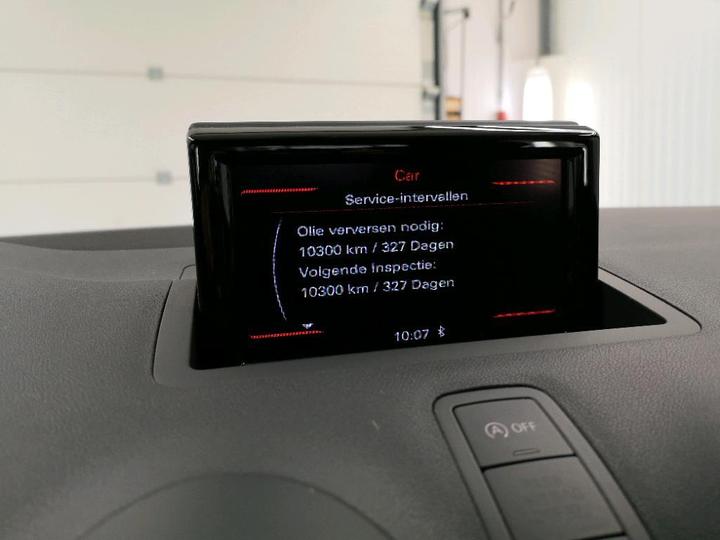 Car
Service-intervallen
Olie verversen nodig:
10300 km / 327 Dagen
Volgende Inspectie:
10300 km / 327 Dagen
10:07
A OFF